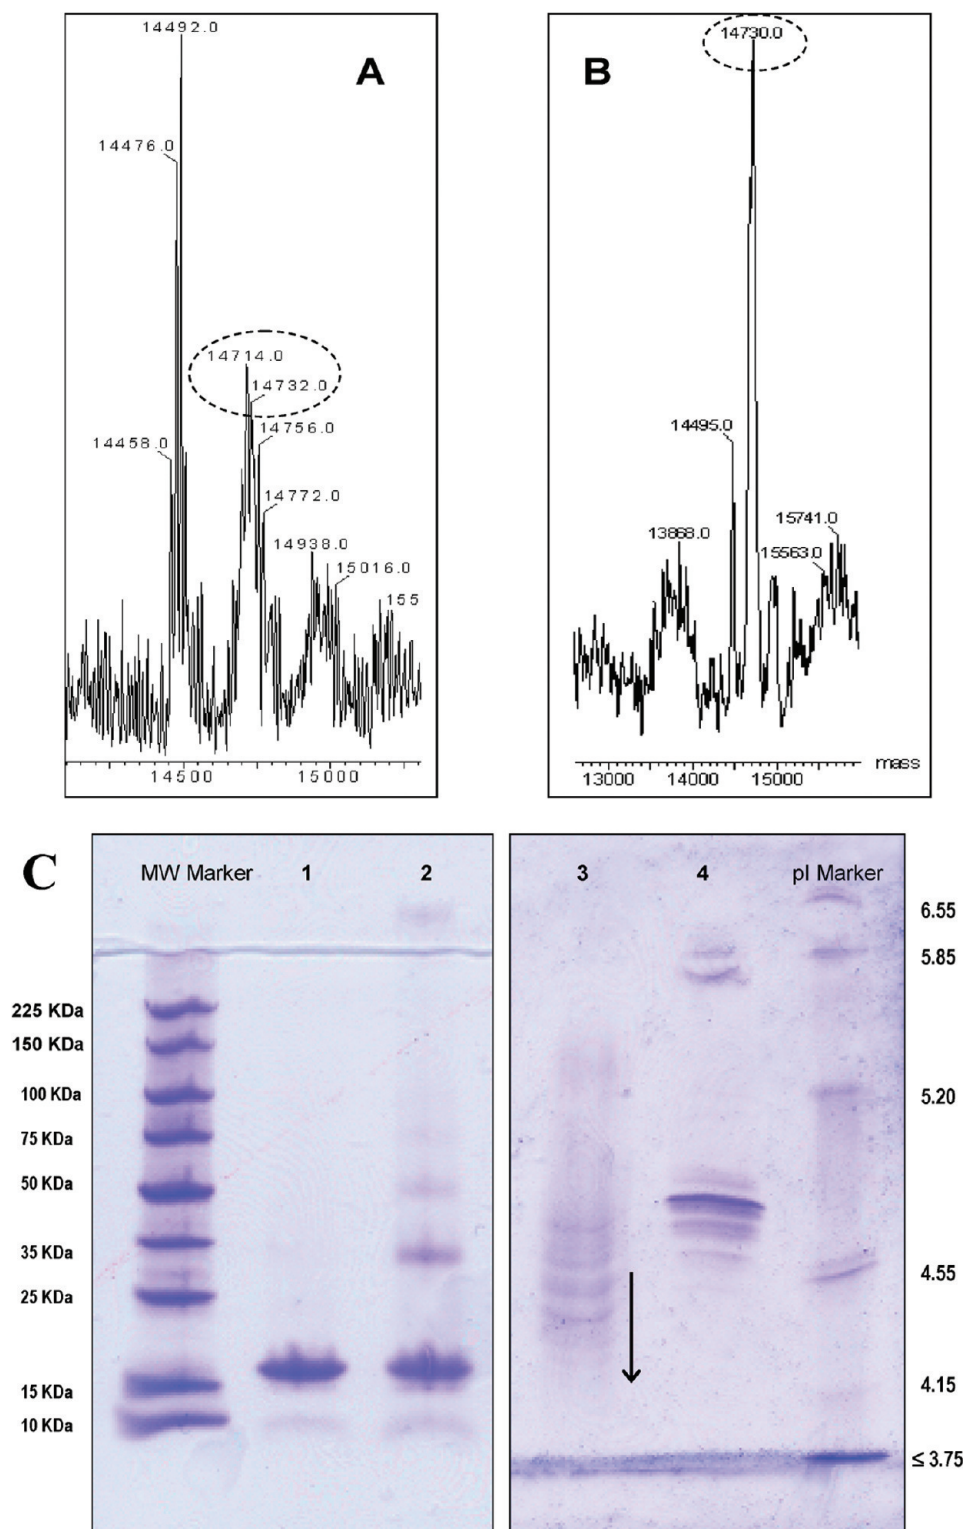 14492.0
A
14476.0
14714.0
14732.0
14756.0
14458.0
14772.0
14938.0
15016.0
155
14500 15000
14730.0
B
14495.0
15741.0
13868.0
15563.0
mass
13000 14000 15000
C
MW Marker 1 2
225 KDa
150 KDa
100 KDa
75 KDa
50 KDa
35 KDa
25 KDa
15 KDa
10 KDa
3 4 pI Marker
6.55
5.85
5.20
4.55
4.15
≤ 3.75